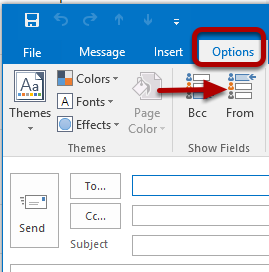 File Message Insert Options
Colors
Fonts
Effects
Themes
Page
Color
Bcc From
Themes Show Fields
To...
Cc...
Send
Subject